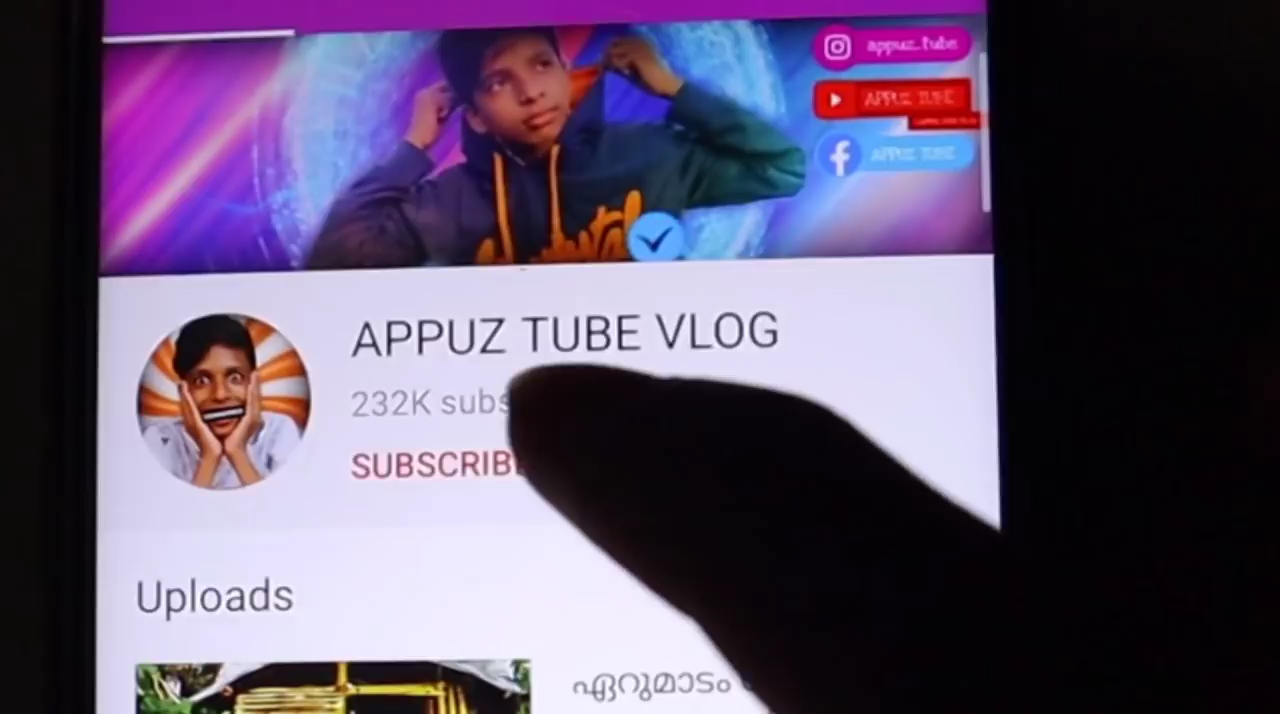 appuz_tube
APPUZ TUBE
APPUZ TUBE
APPUZ TUBE VLOG
232K subs
SUBSCRIBE
Uploads
ഏറുമാടം